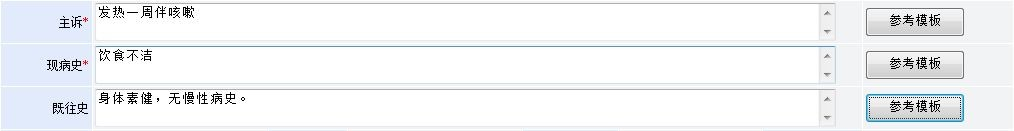 主诉* 发热一周伴咳嗽 参考模板
现病史* 饮食不洁 参考模板
既往史 身体素健，无慢性病史。 参考模板